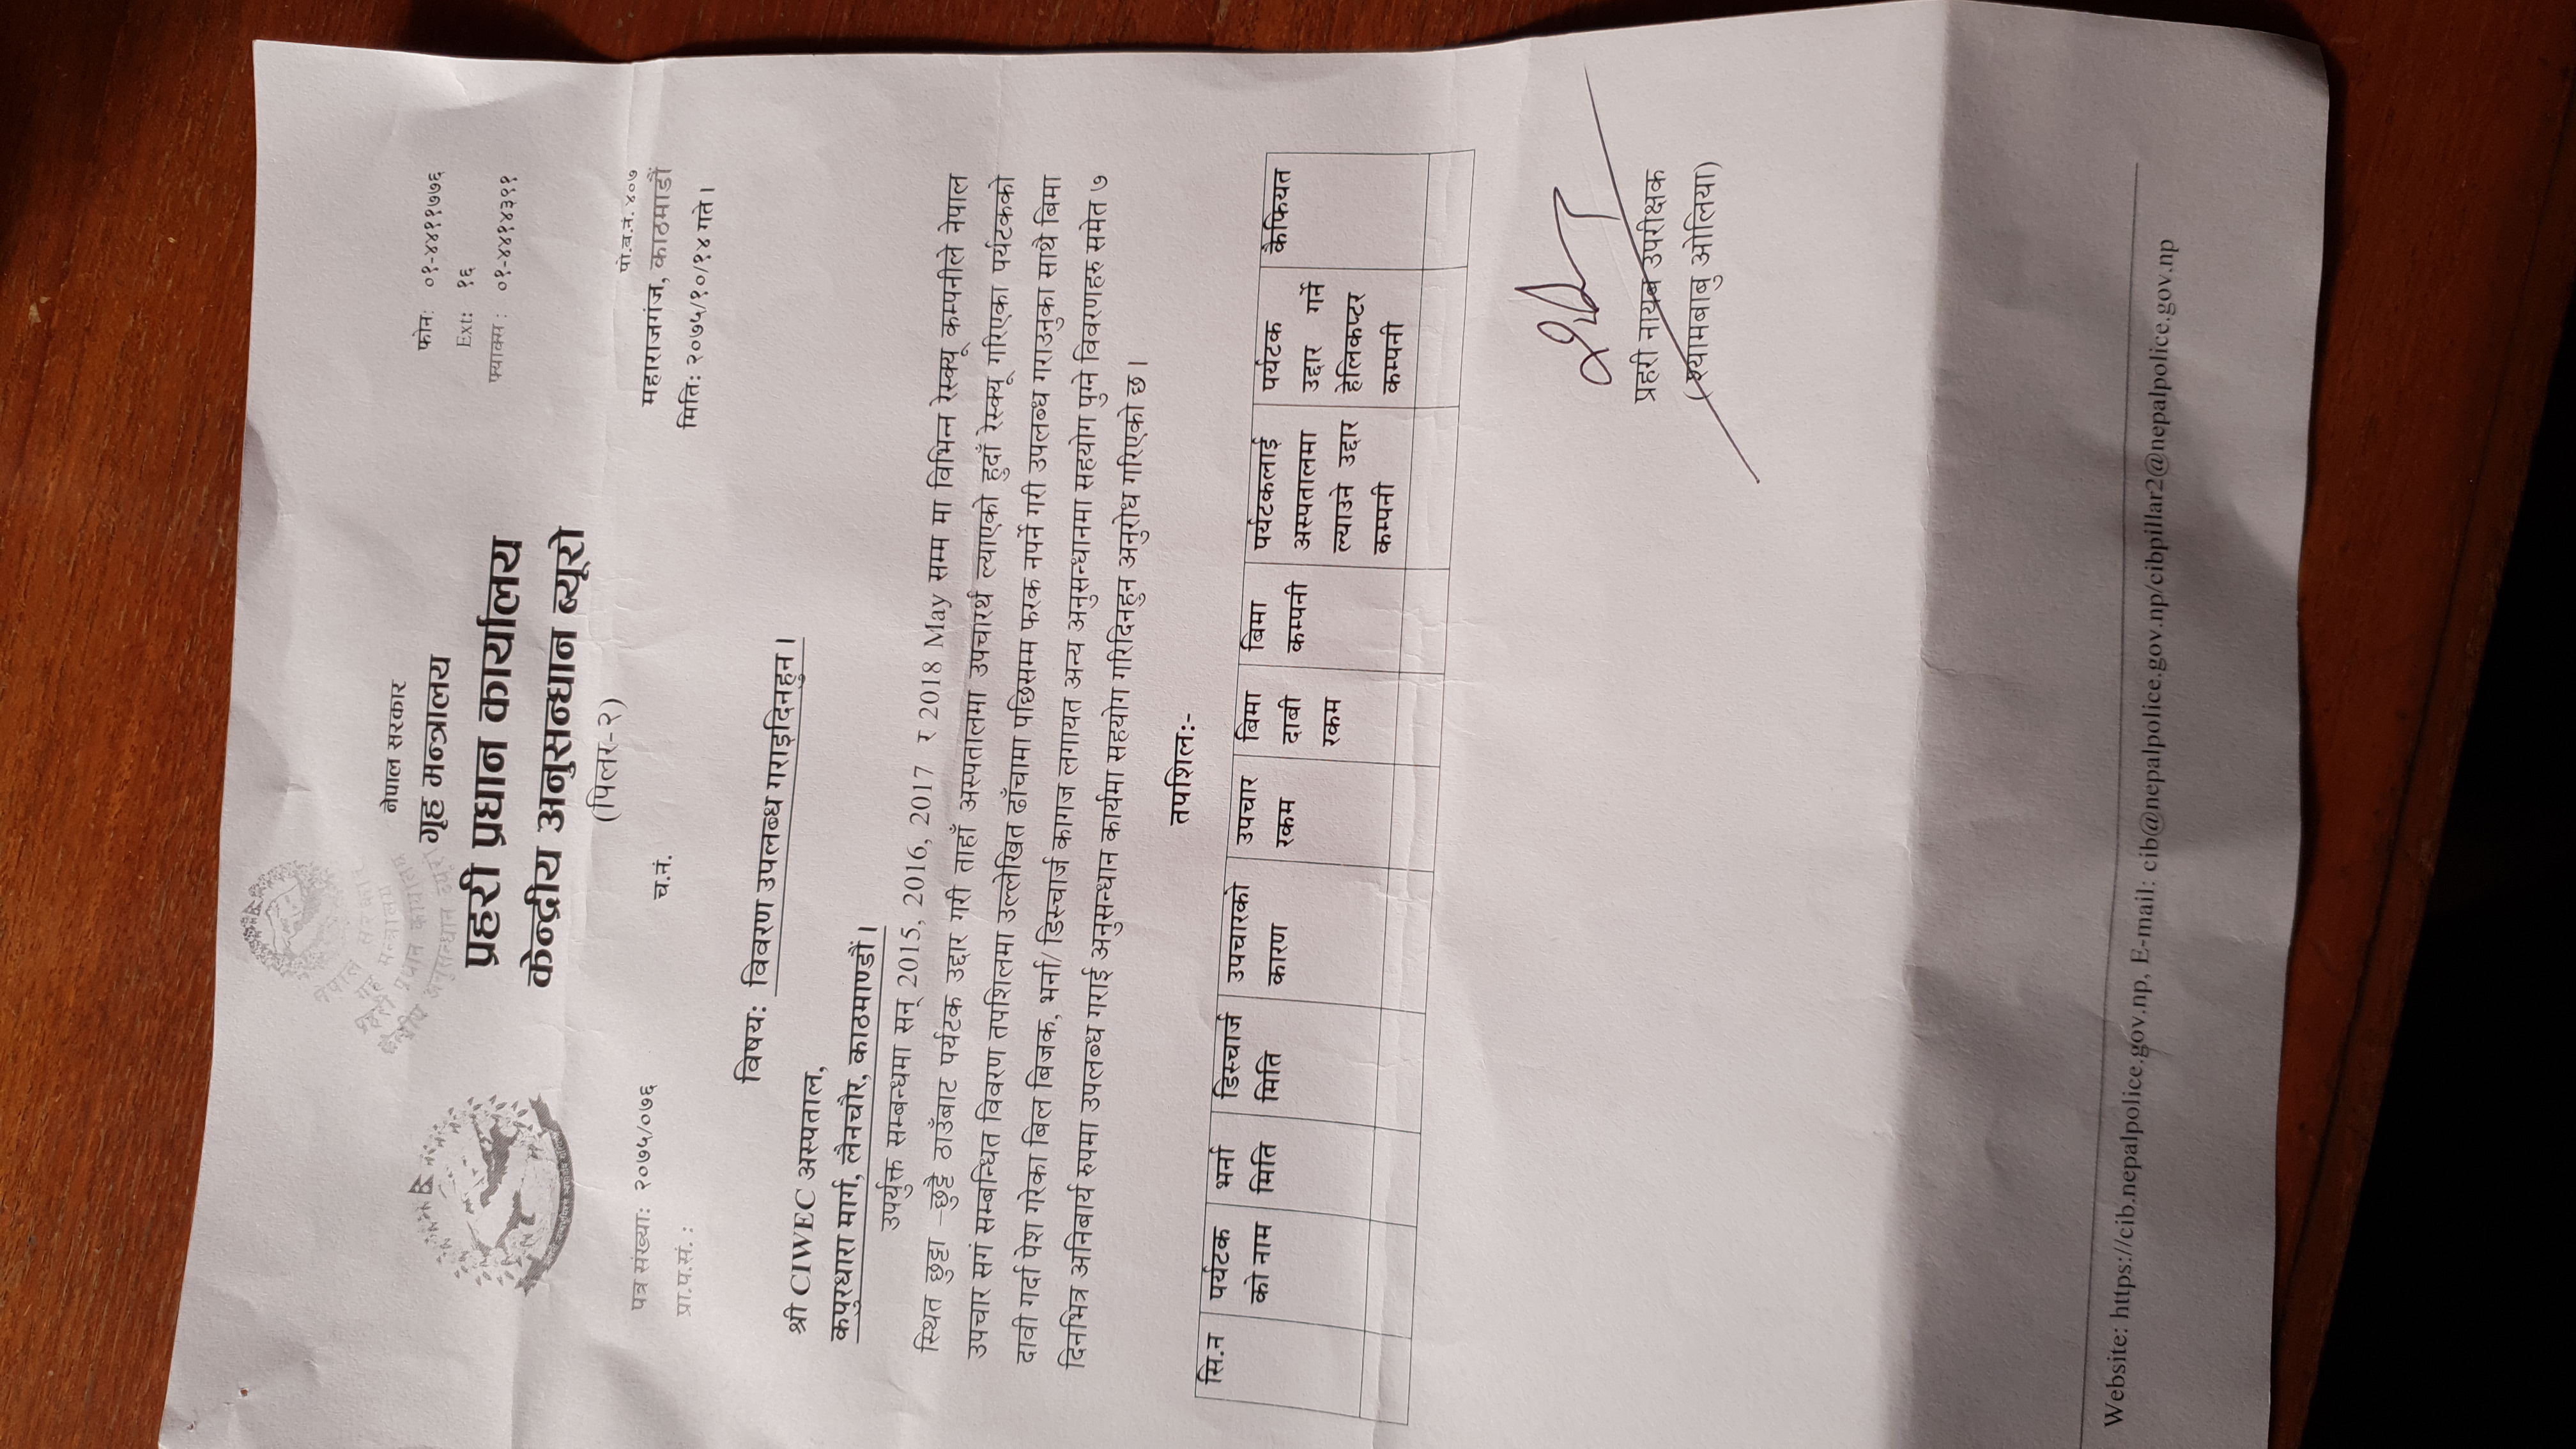 नेपाल सरकार
गृह मन्त्रालय
प्रहरी प्रधान कार्यालय
केन्द्रीय अनुसन्धान ब्यूरो
नेपाल सरकार
गृह मन्त्रालय
प्रहरी प्रधान कार्यालय
केन्द्रीय अनुसन्धान ब्यूरो
(पिलर-२)
फोन: ०१-४४११७७६
Ext: १६
फ्याक्स : ०१-४४१४३९१
पो.ब.नं. ४०७
महाराजगंज, काठमाडौं
मिति: २०७५/१०/१४ गते।
पत्र संख्या: २०७५/०७६
च.नं.
प्रा.प.सं. :
विषय: विवरण उपलब्ध गराइदिनहुन।
श्री CIWEC अस्पताल,
कपुरधारा मार्ग, लैनचौर, काठमाण्डौं।
उपर्युक्त सम्बन्धमा सन् 2015, 2016, 2017 र 2018 May सम्म मा विभिन्न रेस्क्यू कम्पनीले नेपाल
स्थित छुट्टा –छुट्टै ठाउँबाट पर्यटक उद्दार गरी ताहाँ अस्पतालमा उपचारर्थ ल्याएको हुदाँ रेस्क्यू गरिएका पर्यटकको
उपचार सगं सम्बन्धित विवरण तपशिलमा उल्लेखित ढाँचामा पछिसम्म फरक नपर्ने गरी उपलब्ध गराउनुका साथै बिमा
दावी गर्दा पेश गरेका बिल बिजक, भर्ना/ डिस्चार्ज कागज लगायत अन्य अनुसन्धानमा सहयोग पुग्ने विवरणहरु समेत ७
दिनभित्र अनिबार्य रुपमा उपलब्ध गराई अनुसन्धान कार्यमा सहयोग गरिदिनहुन अनुरोध गरिएको छ।
तपशिल:-
सि.न पर्यटक को नाम भर्ना मिति डिस्चार्ज मिति उपचारको कारण उपचार रकम बिमा दाबी रकम बिमा कम्पनी पर्यटकलाई अस्पतालमा ल्याउने उद्दार कम्पनी पर्यटक उद्दार गर्ने हेलिकप्टर कम्पनी कैफियत
प्रहरी नायब उपरीक्षक
(श्यामबाबु ओलिया)
Website: https://cib.nepalpolice.gov.np, E-mail: cib@nepalpolice.gov.np/cibpillar2@nepalpolice.gov.np